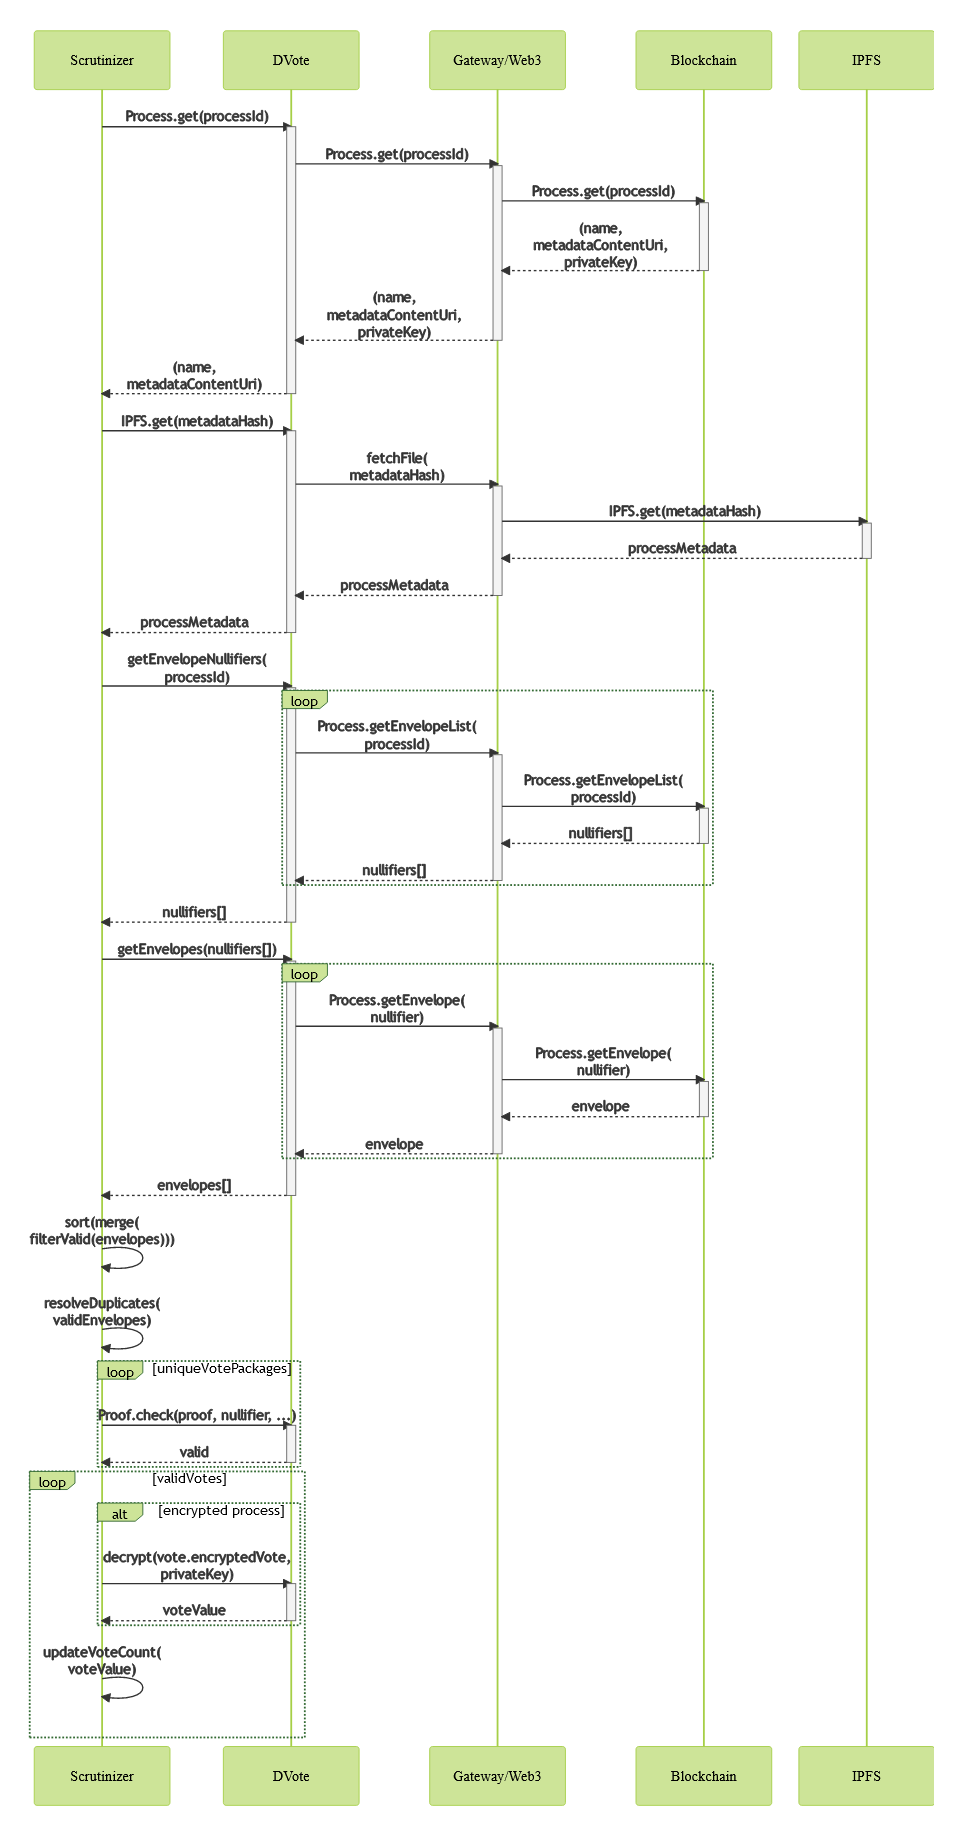 Scrutinizer
DVote
Gateway/Web3
Blockchain
IPFS
Process.get(processId)
Process.get(processId)
Process.get(processId)
(name,
metadataContentUri,
privateKey)
(name,
metadataContentUri,
privateKey)
(name,
metadataContentUri)
IPFS.get(metadataHash)
fetchFile(
metadataHash)
IPFS.get(metadataHash)
processMetadata
processMetadata
processMetadata
getEnvelopeNullifiers(
processId)
loop
Process.getEnvelopeList(
processId)
Process.getEnvelopeList(
processId)
nullifiers[]
nullifiers[]
nullifiers[]
getEnvelopes(nullifiers[])
loop
Process.getEnvelope(
nullifier)
Process.getEnvelope(
nullifier)
envelope
envelope
envelopes[]
sort(merge(
filterValid(envelopes)))
resolveDuplicates(
validEnvelopes)
loop
[uniqueVotePackages]
Proof.check(proof, nullifier, ...)
valid
loop
[validVotes]
alt
[encrypted process]
decrypt(vote.encryptedVote,
privateKey)
voteValue
updateVoteCount(
voteValue)
Scrutinizer
DVote
Gateway/Web3
Blockchain
IPFS